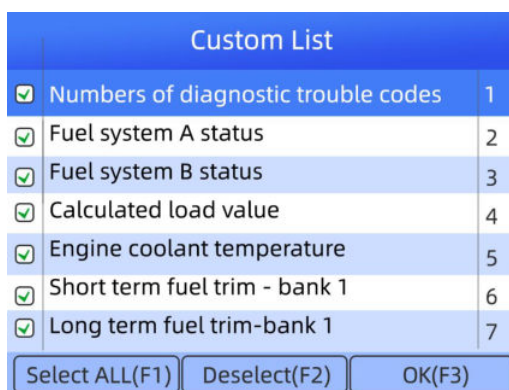 Custom List
Numbers of diagnostic trouble codes 1
Fuel system A status 2
Fuel system B status 3
Calculated load value 4
Engine coolant temperature 5
Short term fuel trim - bank 1 6
Long term fuel trim-bank 1 7
Select ALL(F1) Deselect(F2) OK(F3)